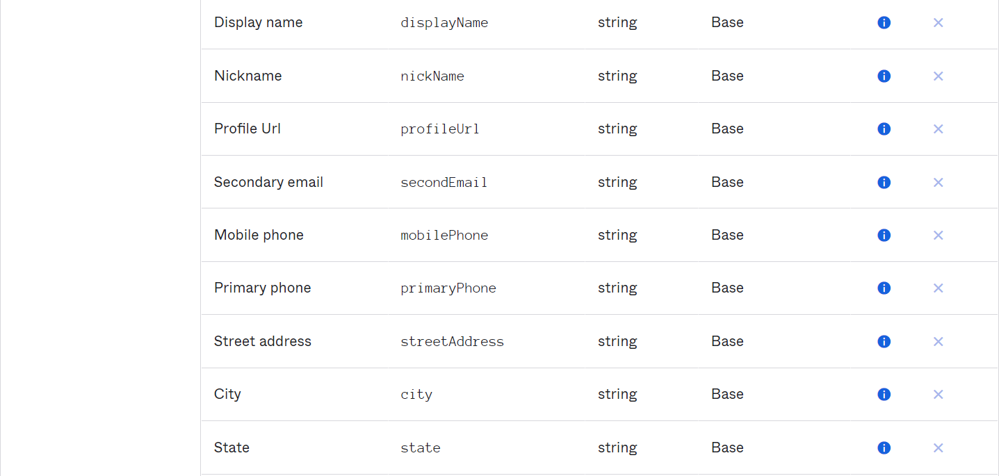 Display name displayName string Base
Nickname nickName string Base
Profile Url profileUrl string Base
Secondary email secondEmail string Base
Mobile phone mobilePhone string Base
Primary phone primaryPhone string Base
Street address streetAddress string Base
City city string Base
State state string Base